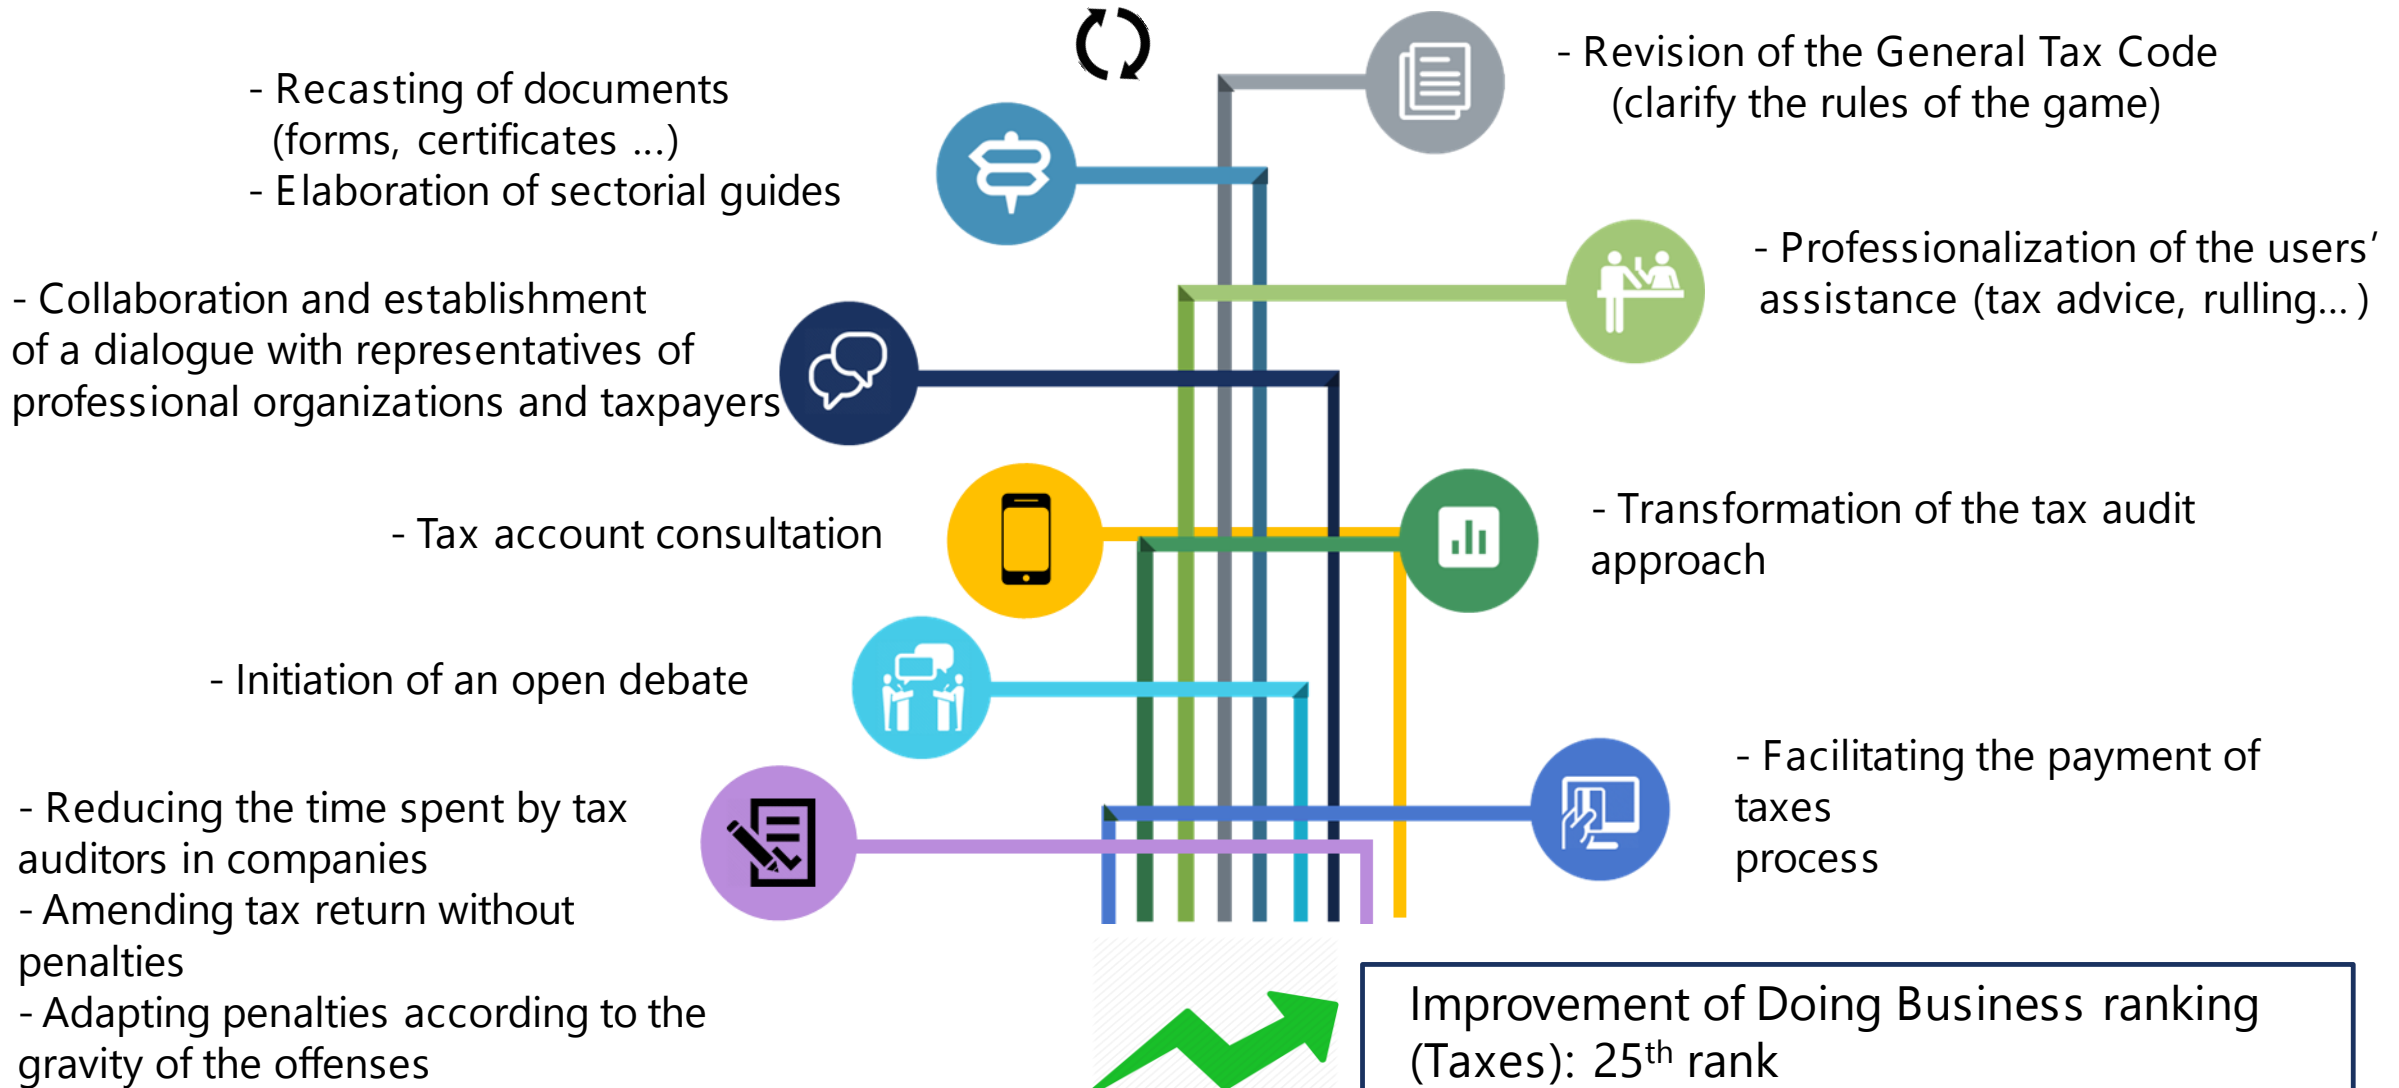 - Recasting of documents
(forms, certificates ...)
- Elaboration of sectorial guides
- Collaboration and establishment
of a dialogue with representatives of
professional organizations and taxpayers
- Tax account consultation
- Initiation of an open debate
- Reducing the time spent by tax
auditors in companies
- Amending tax return without
penalties
- Adapting penalties according to the
gravity of the offenses
- Revision of the General Tax Code
(clarify the rules of the game)
- Professionalization of the users’
assistance (tax advice, rulling... )
- Transformation of the tax audit
approach
- Facilitating the payment of
taxes
process
Improvement of Doing Business ranking
(Taxes): 25th rank